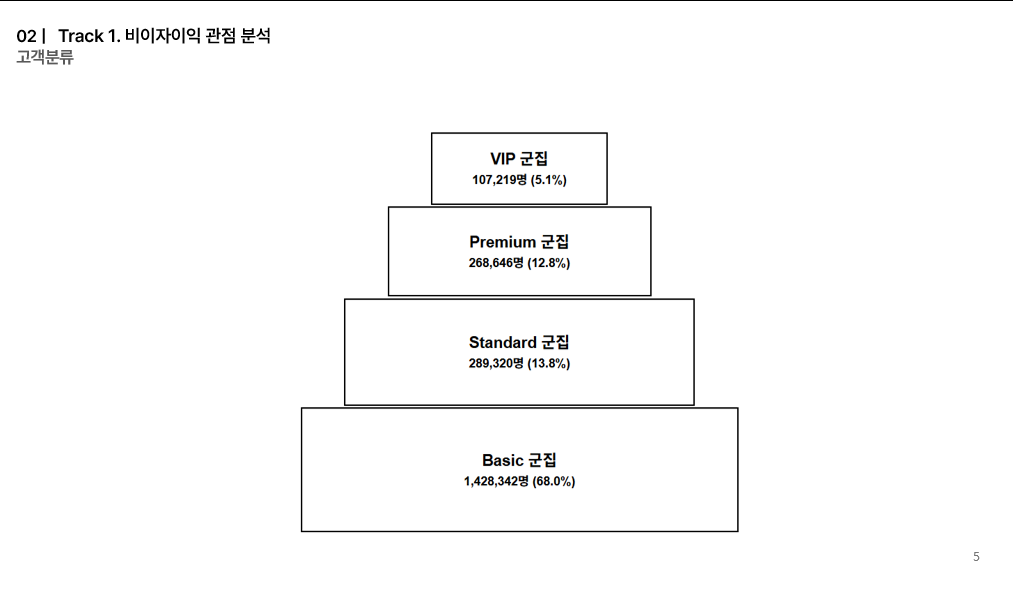 02 | Track 1. 비이자이익 관점 분석
고객분류
VIP 군집
107,219명 (5.1%)
Premium 군집
268,646명 (12.8%)
Standard 군집
289,320명 (13.8%)
Basic 군집
1,428,342명 (68.0%)
5